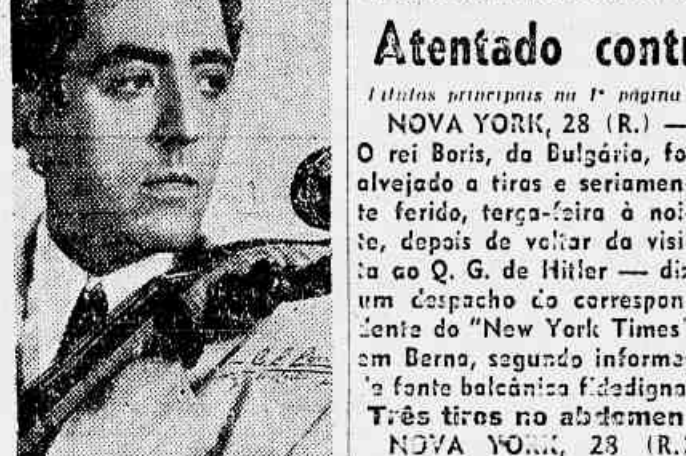 Atentado contr
Titulos principais na 1ª página
NOVA YORK, 28 (R.) —
O rei Boris, da Bulgária, fo
alvejado a tiros e seriamen
te ferido, terça-feira à noi-
te, depois de voltar da visi
ta ao Q. G. de Hitler — diz
um despacho do correspon
dente do "New York Times"
em Berna, segundo informa-
fonte balcânica fidedigna
Três tiros no abdomen
NOVA YORK, 28 (R.)